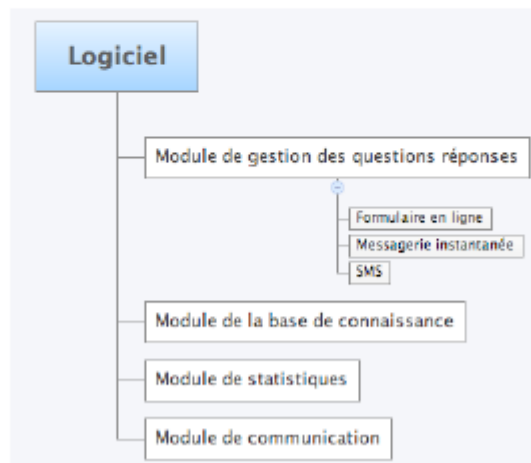 Logiciel
Module de gestion des questions réponses
Formulaire en ligne
Messagerie instantanée
SMS
Module de la base de connaissance
Module de statistiques
Module de communication